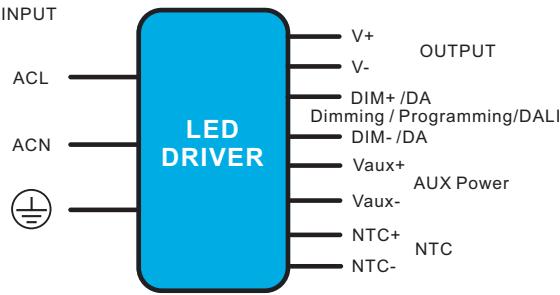 INPUT
ACL
ACN
LED
DRIVER
V+
OUTPUT
V-
DIM+ /DA
Dimming / Programming/DALI
DIM- /DA
Vaux+
AUX Power
Vaux-
NTC+
NTC
NTC-